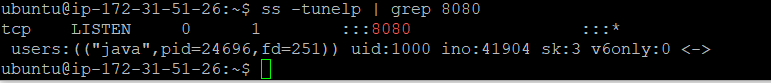 ubuntu@ip-172-31-51-26:~$ ss -tunelp | grep 8080
tcp    LISTEN     0      1         :::8080                  :::*
 users:(("java",pid=24696,fd=251)) uid:1000 ino:41904 sk:3 v6only:0 <->
ubuntu@ip-172-31-51-26:~$